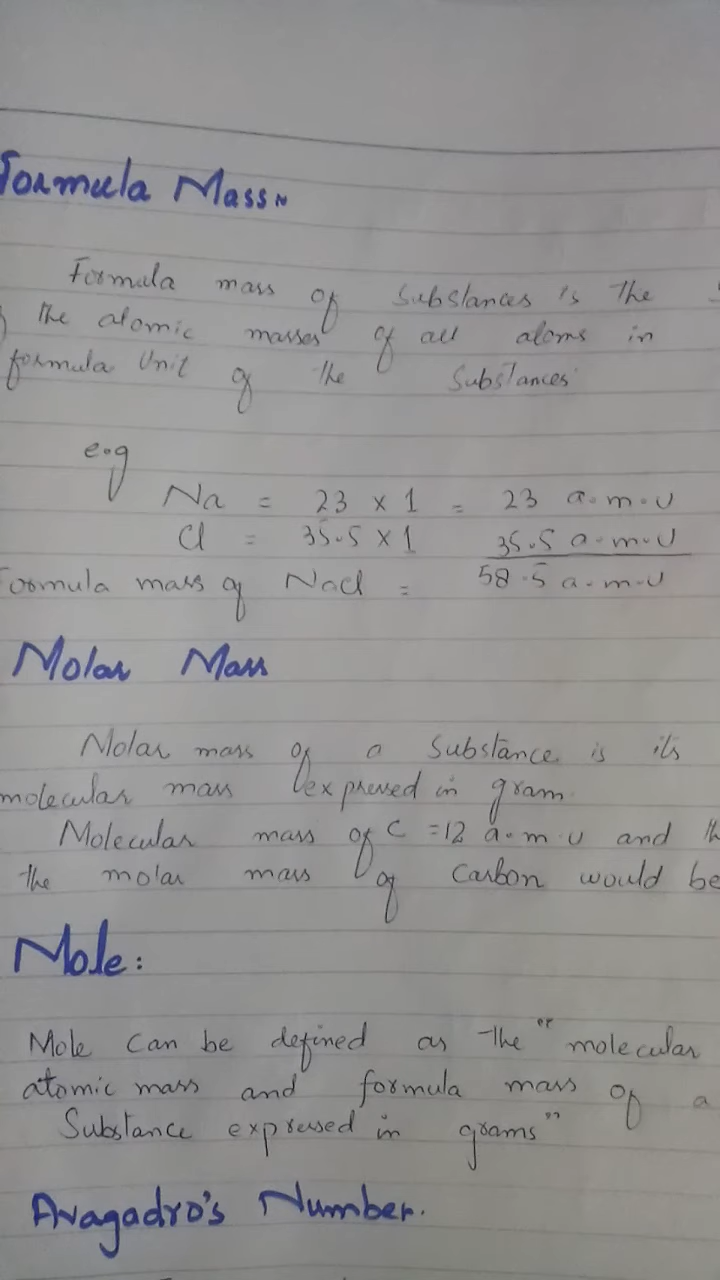 Formula Mass
Formula mass of Substances is the
the atomic masses of all atoms in
formula Unit of the Substances
e.g
Na = 23 x 1 = 23 a.m.u
Cl = 35.5 x 1 35.5 a.m.u
Formula mass of Nacl = 58.5 a.m.u
Molar Mass
Molar mass of a Substance is its
molecular mass expressed in gram.
Molecular mass of C = 12 a.m.u and
the molar mass of Carbon would be
Mole:
Mole Can be defined as the "molecular
atomic mass and formula mass of a
Substance expressed in grams"
Avagadro's Number.